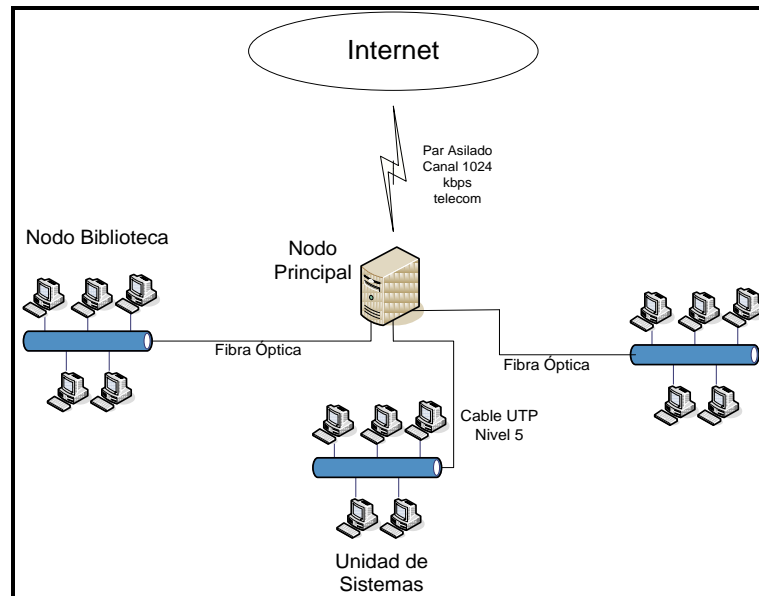 Internet
Par Asilado
Canal 1024
kbps
telecom
Nodo Biblioteca
Nodo
Principal
Fibra Óptica
Fibra Óptica
Cable UTP
Nivel 5
Unidad de
Sistemas